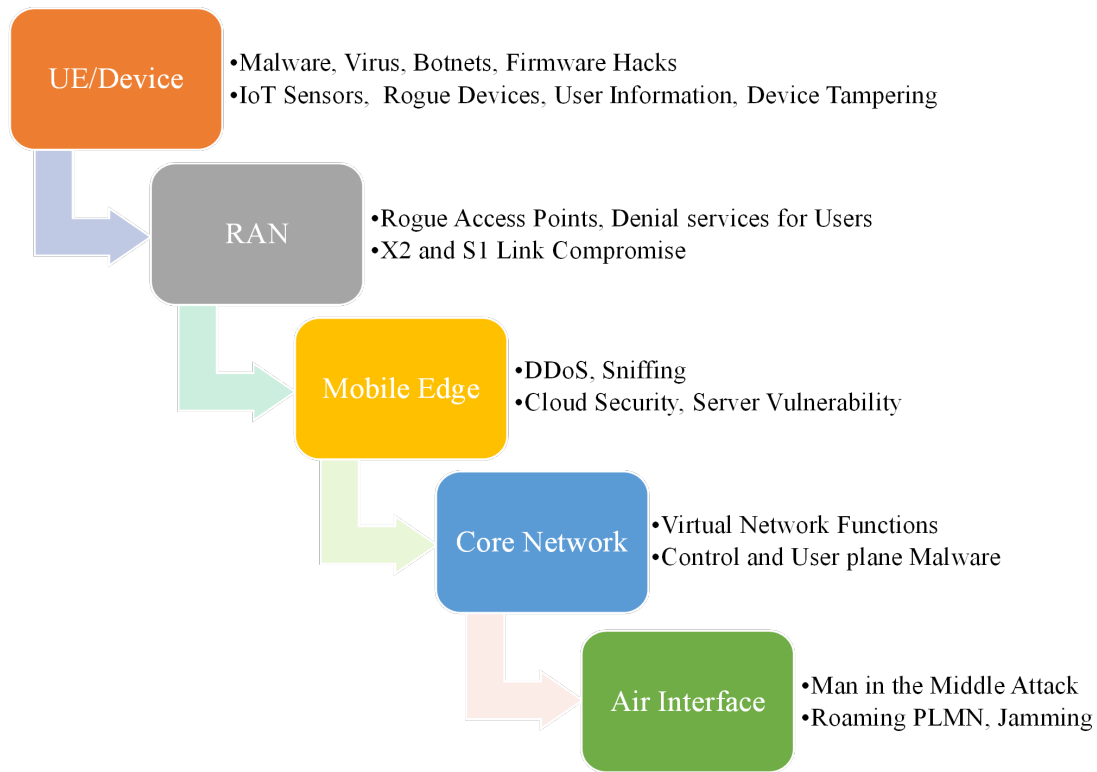 UE/Device
•Malware, Virus, Botnets, Firmware Hacks
•IoT Sensors, Rogue Devices, User Information, Device Tampering
RAN
•Rogue Access Points, Denial services for Users
•X2 and S1 Link Compromise
Mobile Edge
•DDoS, Sniffing
•Cloud Security, Server Vulnerability
Core Network
•Virtual Network Functions
•Control and User plane Malware
Air Interface
•Man in the Middle Attack
•Roaming PLMN, Jamming